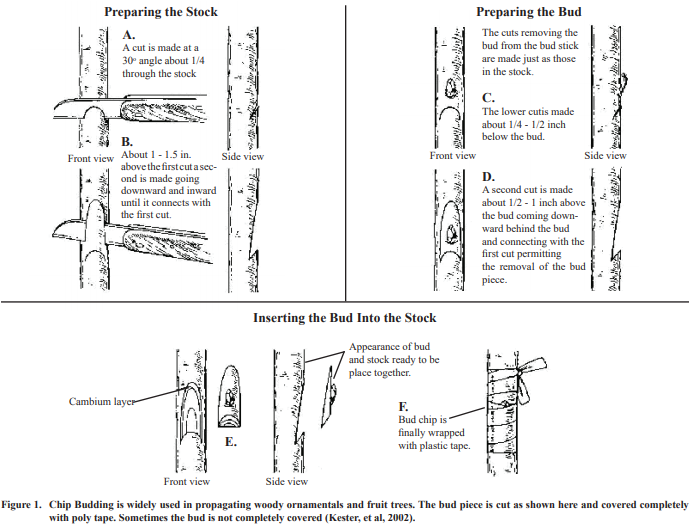 Preparing the Stock
A.
A cut is made at a
30° angle about 1/4
through the stock
B.
About 1 - 1.5 in.
above the first cut a sec-
ond is made going
downward and inward
until it connects with
the first cut.
Front view
Side view
Preparing the Bud
The cuts removing the
bud from the bud stick
are made just as those
in the stock.
C.
The lower cutis made
about 1/4 - 1/2 inch
below the bud.
Front view
Side view
D.
A second cut is made
about 1/2 - 1 inch above
the bud coming down-
ward behind the bud
and connecting with the
first cut permitting
the removal of the bud
piece.
Inserting the Bud Into the Stock
Cambium layer
E.
Appearance of bud
and stock ready to be
place together.
F.
Bud chip is
finally wrapped
with plastic tape.
Front view
Side view
Figure 1. Chip Budding is widely used in propagating woody ornamentals and fruit trees. The bud piece is cut as shown here and covered completely
with poly tape. Sometimes the bud is not completely covered (Kester, et al, 2002).